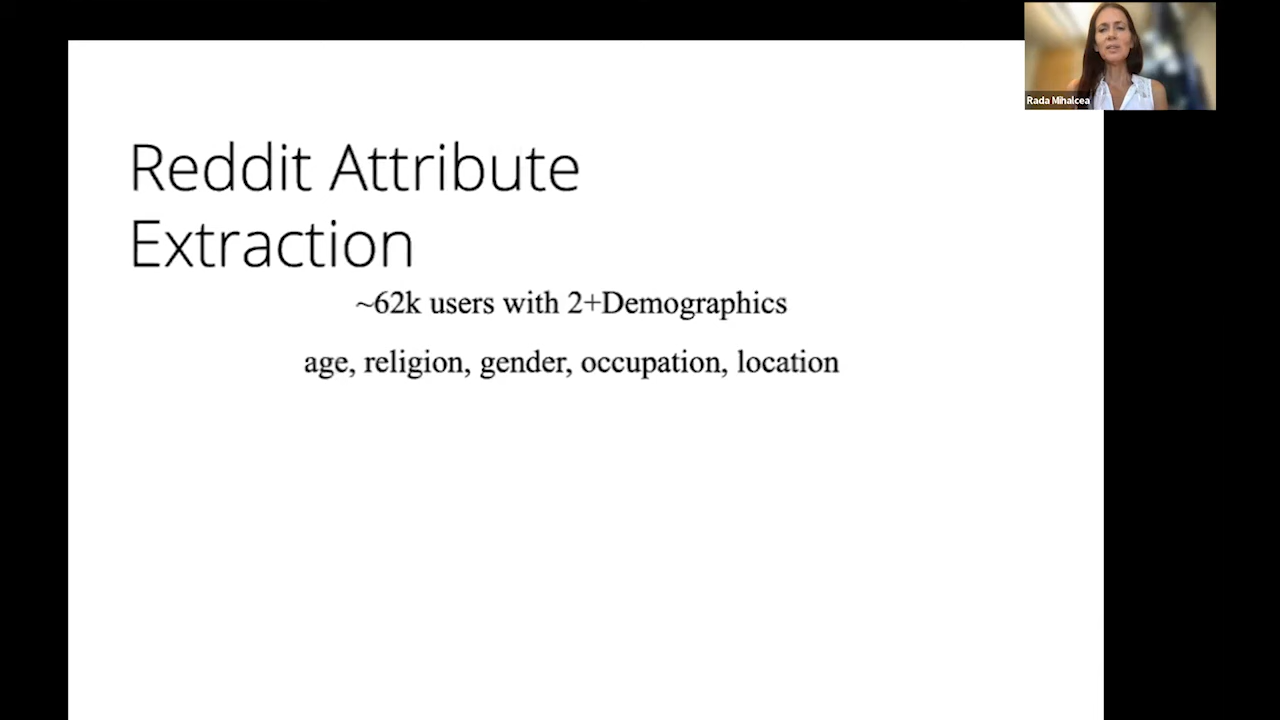 Rada Mihalcea
Reddit Attribute
Extraction
~62k users with 2+Demographics
age, religion, gender, occupation, location